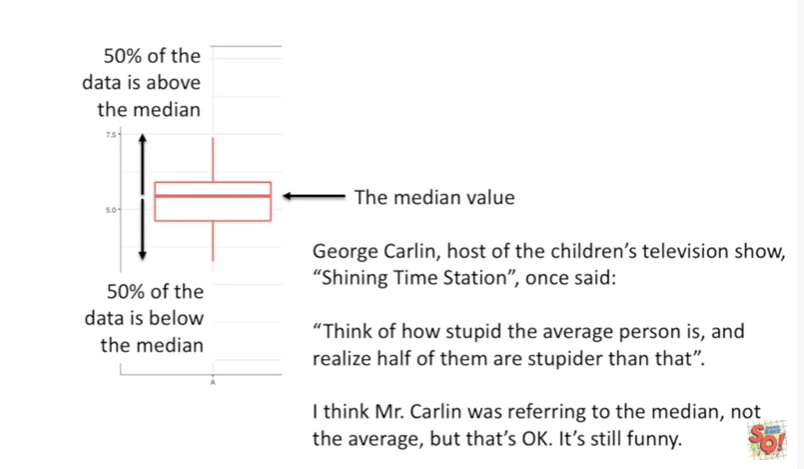 50% of the
data is above
the median
7.5
5.0
The median value
George Carlin, host of the children's television show,
“Shining Time Station”, once said:
50% of the
data is below
the median
“Think of how stupid the average person is, and
realize half of them are stupider than that”.
A
I think Mr. Carlin was referring to the median, not
the average, but that's OK. It's still funny.
SQ!